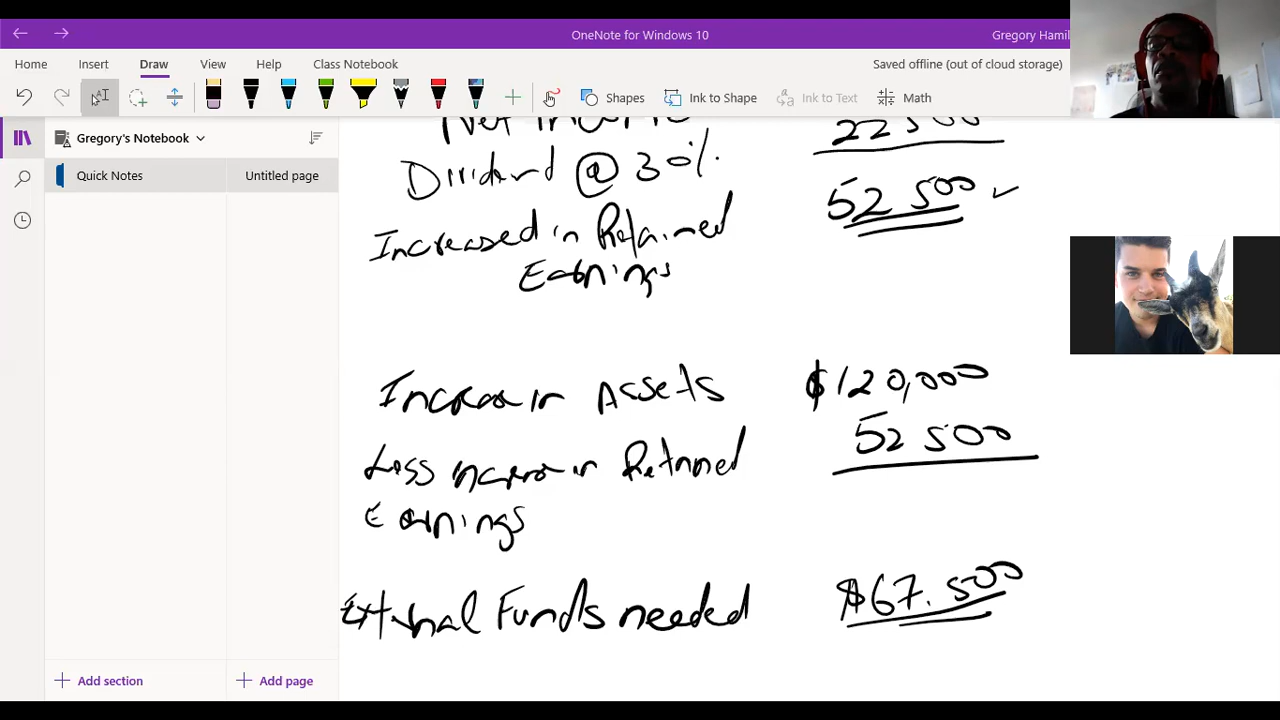 OneNote for Windows 10
Gregory Hamil
Home Insert Draw View Help Class Notebook
Saved offline (out of cloud storage)
Shapes Ink to Shape Ink to Text Math
Gregory's Notebook
Quick Notes
Untitled page
Net Income
22 500
Dividend @ 30%
52 500 ✓
Increased in Retained
Earnings
Increase in Assets $120,000
Less increase in Retained 52 500
Earnings
External Funds needed $67.500
Add section
Add page